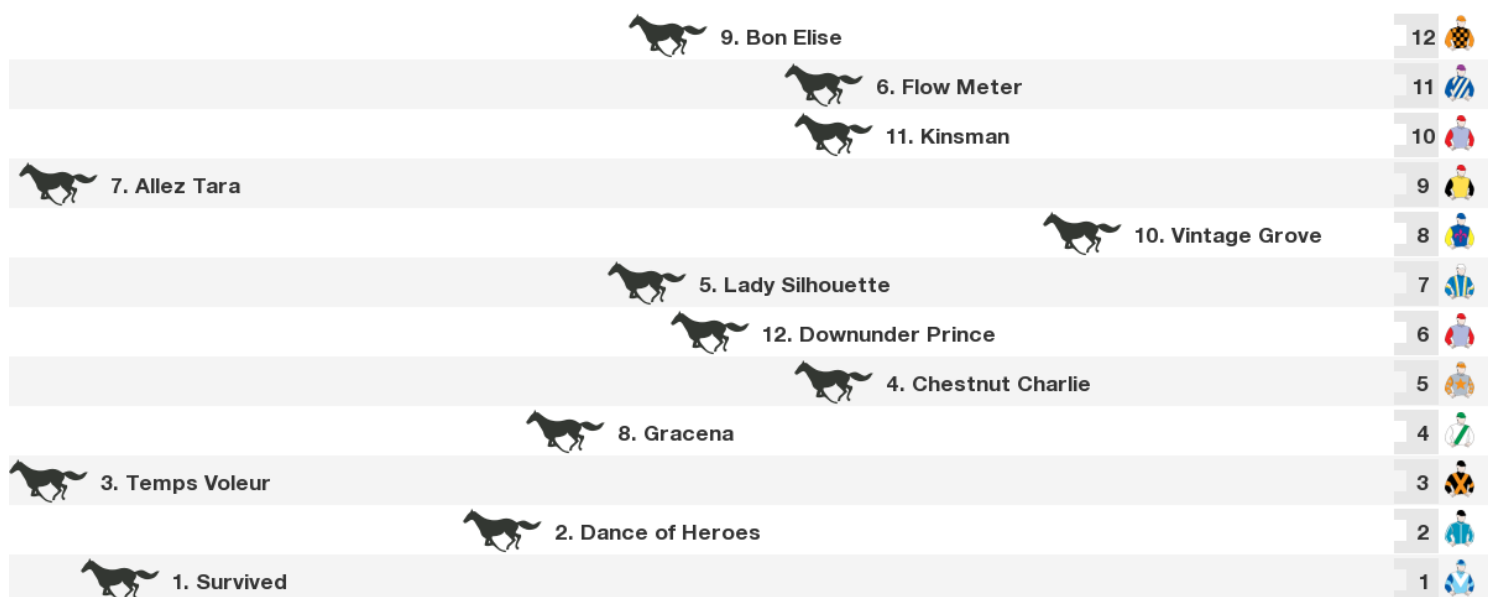 9. Bon Elise 12
6. Flow Meter 11
11. Kinsman 10
7. Allez Tara 9
10. Vintage Grove 8
5. Lady Silhouette 7
12. Downunder Prince 6
4. Chestnut Charlie 5
8. Gracena 4
3. Temps Voleur 3
2. Dance of Heroes 2
1. Survived 1